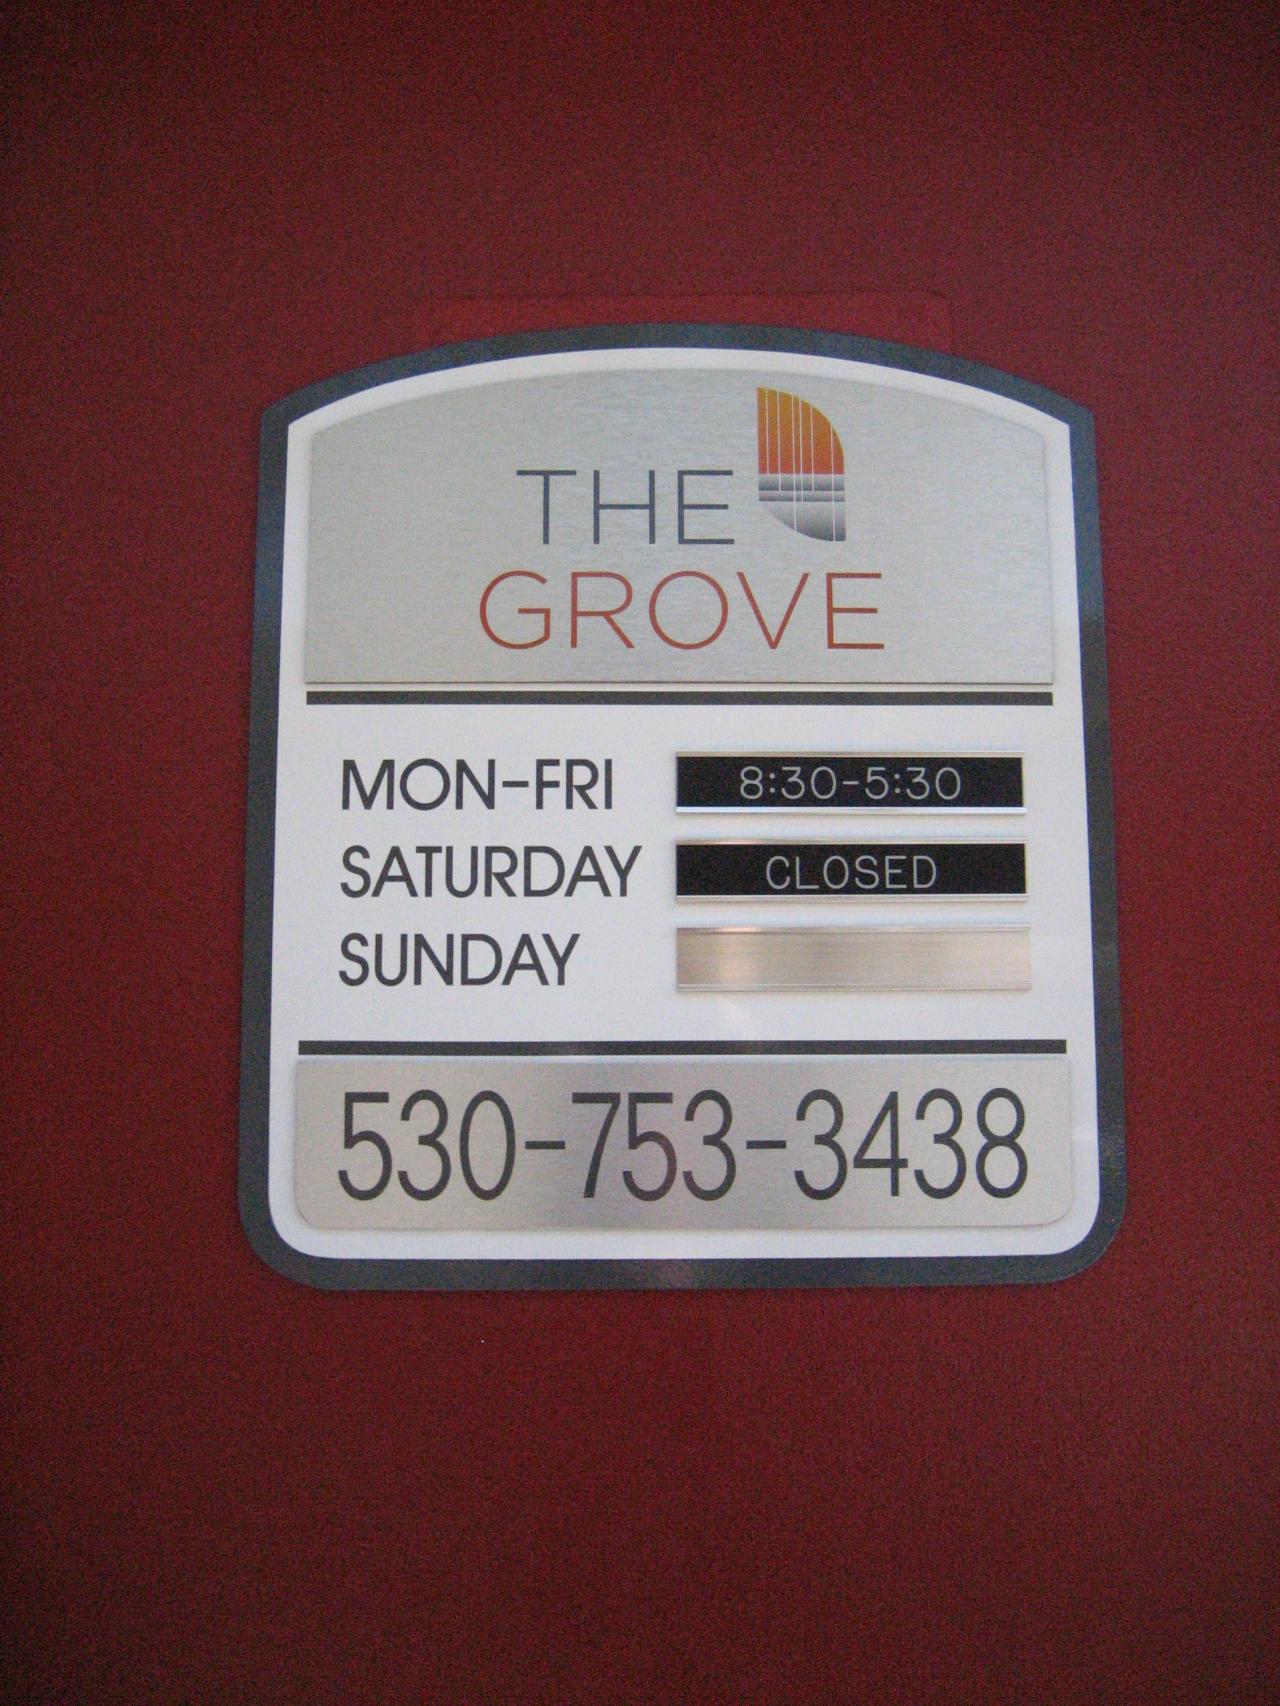 THE
GROVE
MON-FRI 8:30-5:30
SATURDAY CLOSED
SUNDAY
530-753-3438